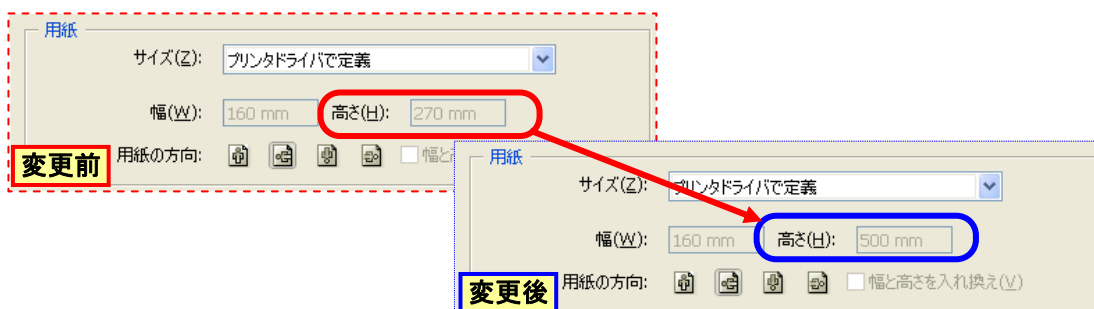 用紙
サイズ(Z):
プリンタドライバで定義
幅(W):
160 mm
高さ(H):
270 mm
変更前
用紙の方向:
幅と
用紙
サイズ(Z):
プリンタドライバで定義
幅(W):
160 mm
高さ(H):
500 mm
変更後
用紙の方向:
幅と高さを入れ換え(V)